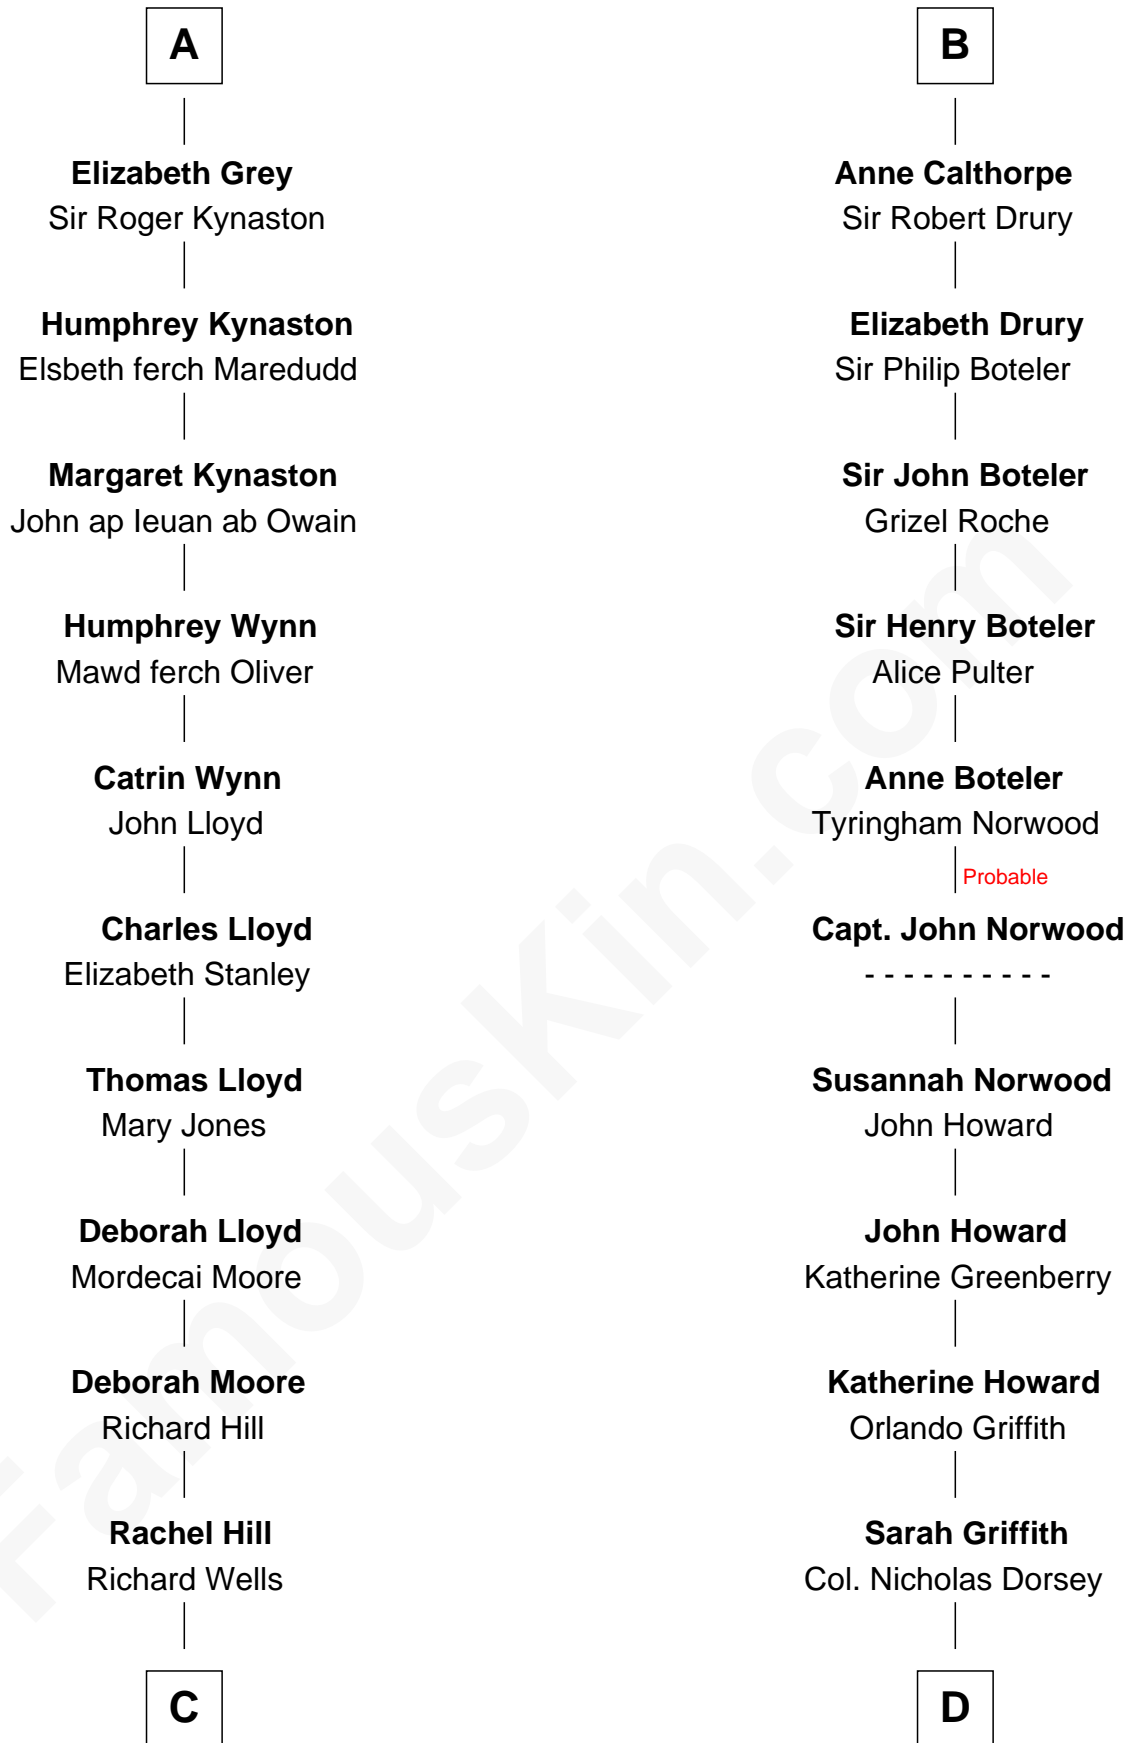 A
Elizabeth Grey
Sir Roger Kynaston
Humphrey Kynaston
Elsbeth ferch Maredudd
Margaret Kynaston
John ap Ieuan ab Owain
Humphrey Wynn
Mawd ferch Oliver
Catrin Wynn
John Lloyd
Charles Lloyd
Elizabeth Stanley
Thomas Lloyd
Mary Jones
Deborah Lloyd
Mordecai Moore
Deborah Moore
Richard Hill
Rachel Hill
Richard Wells
C
B
Anne Calthorpe
Sir Robert Drury
Elizabeth Drury
Sir Philip Boteler
Sir John Boteler
Grizel Roche
Sir Henry Boteler
Alice Pulter
Anne Boteler
Tyringham Norwood
Probable
Capt. John Norwood
- - - - - - - - - -
Susannah Norwood
John Howard
John Howard
Katherine Greenberry
Katherine Howard
Orlando Griffith
Sarah Griffith
Col. Nicholas Dorsey
D
FamousKin.com